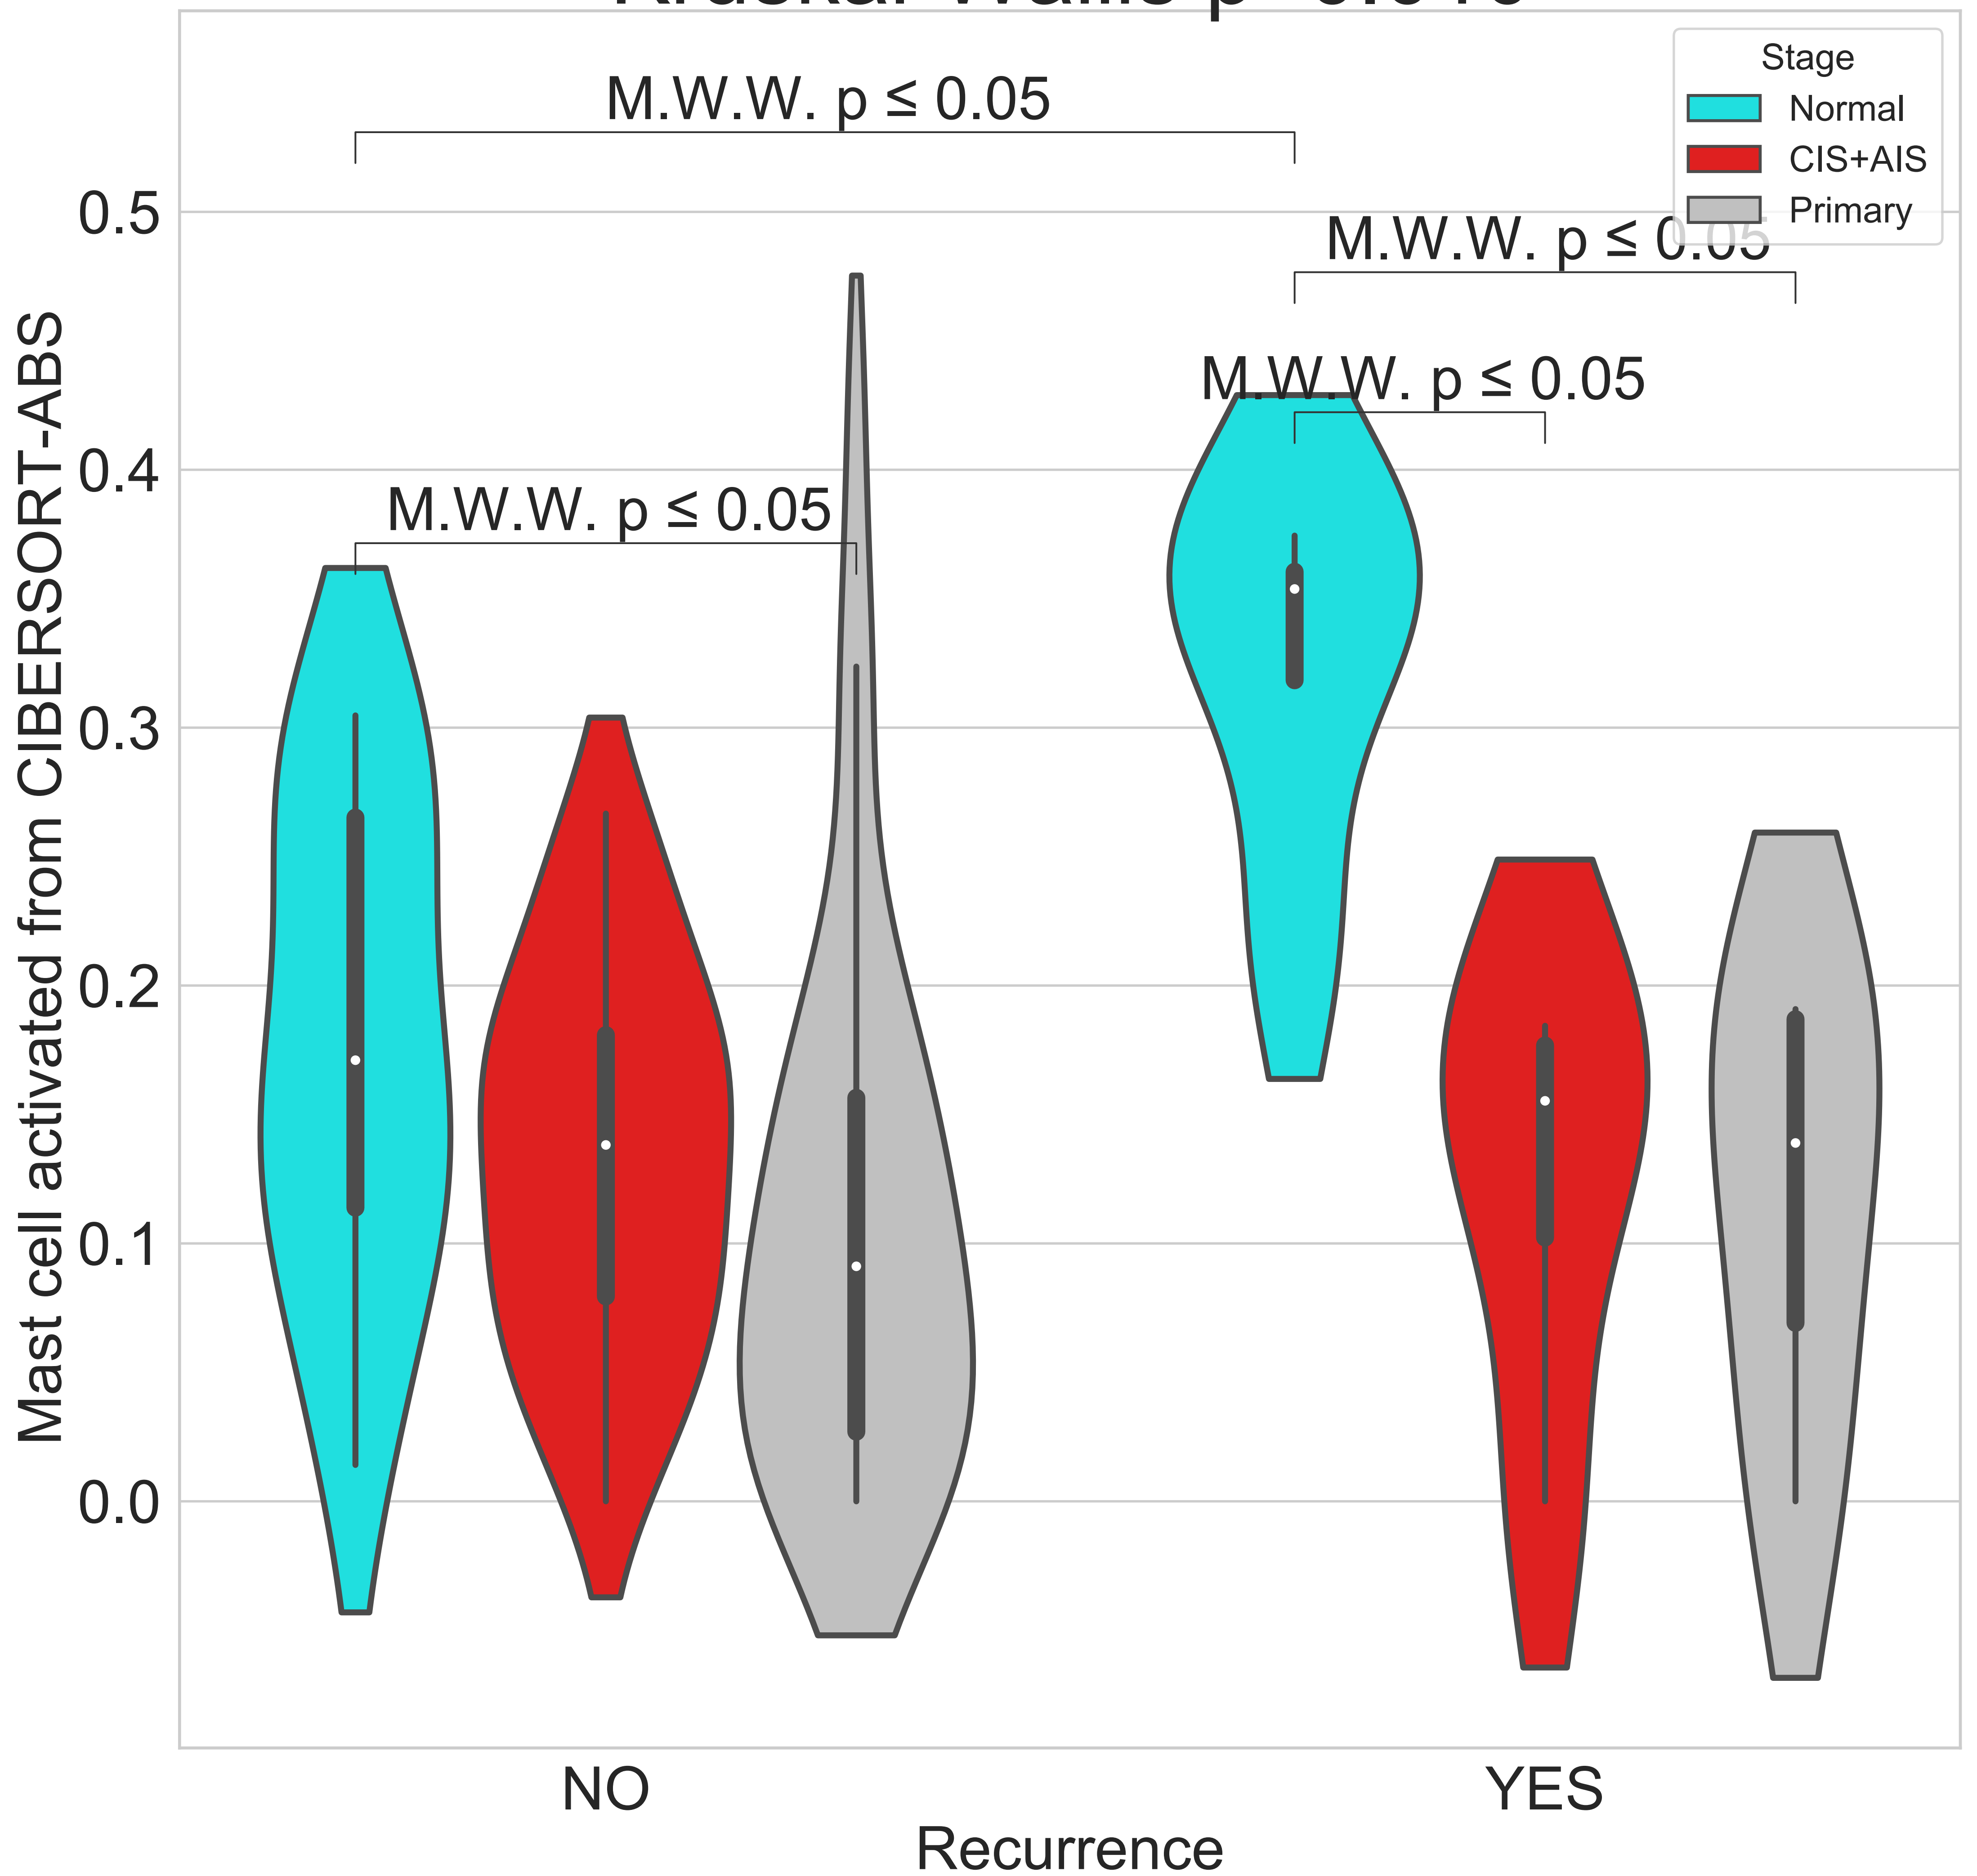 Stage
Normal
CIS+AIS
Primary
M.W.W. p ≤ 0.05
M.W.W. p ≤ 0.05
M.W.W. p ≤ 0.05
M.W.W. p ≤ 0.05
Mast cell activated from CIBERSORT-ABS
0.5
0.4
0.3
0.2
0.1
0.0
NO
YES
Recurrence